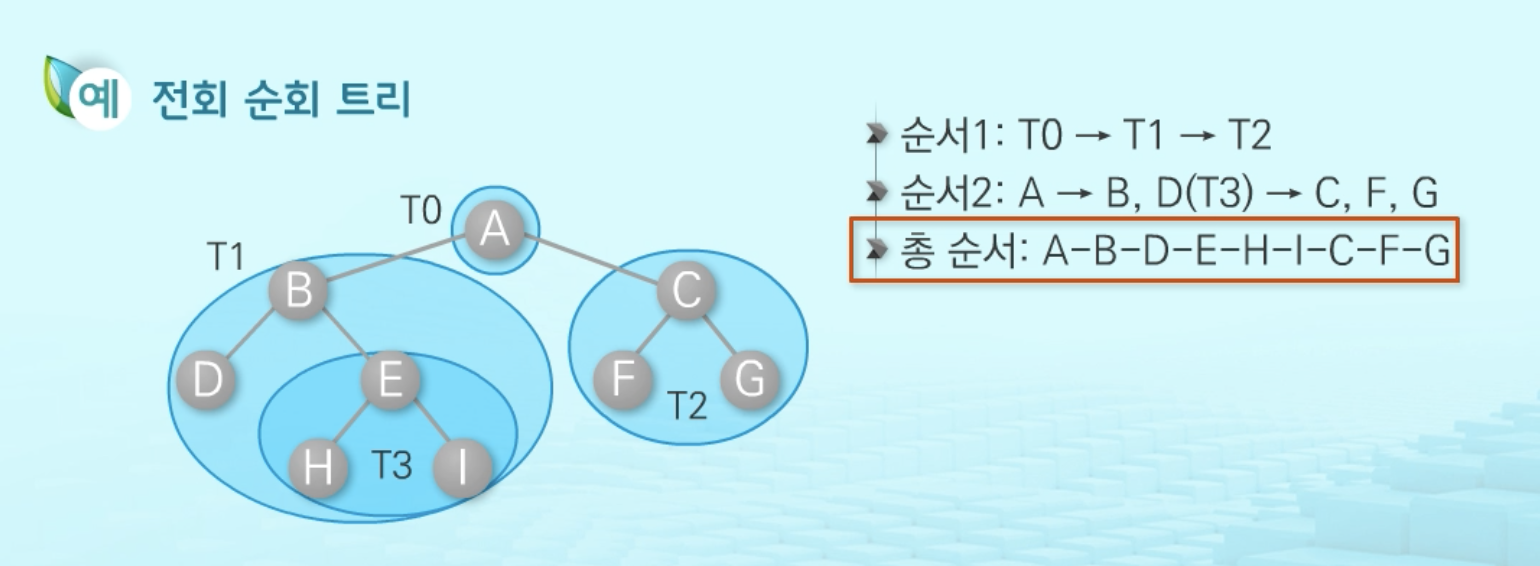 예 전회 순회 트리
순서1: T0 → T1 → T2
순서2: A → B, D(T3) → C, F, G
총 순서: A-B-D-E-H-I-C-F-G
T0
A
T1
B
C
D
E
F
G
T2
H
T3
I